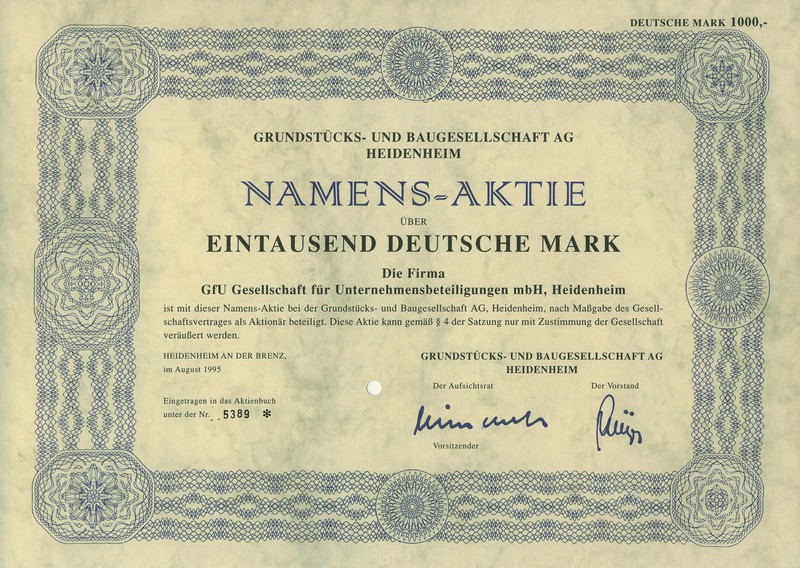 DEUTSCHE MARK 1000,-
GRUNDSTÜCKS- UND BAUGESELLSCHAFT AG
HEIDENHEIM
NAMENS-AKTIE
ÜBER
EINTAUSEND DEUTSCHE MARK
Die Firma
GfU Gesellschaft für Unternehmensbeteiligungen mbH, Heidenheim
ist mit dieser Namens-Aktie bei der Grundstücks- und Baugesellschaft AG, Heidenheim, nach Maßgabe des Gesell-
schaftsvertrages als Aktionär beteiligt. Diese Aktie kann gemäß § 4 der Satzung nur mit Zustimmung der Gesellschaft
veräußert werden.
HEIDENHEIM AN DER BRENZ,
im August 1995
GRUNDSTÜCKS- UND BAUGESELLSCHAFT AG
HEIDENHEIM
Der Aufsichtsrat
Der Vorstand
Eingetragen in das Aktienbuch
unter der Nr. 5389 *
Vorsitzender